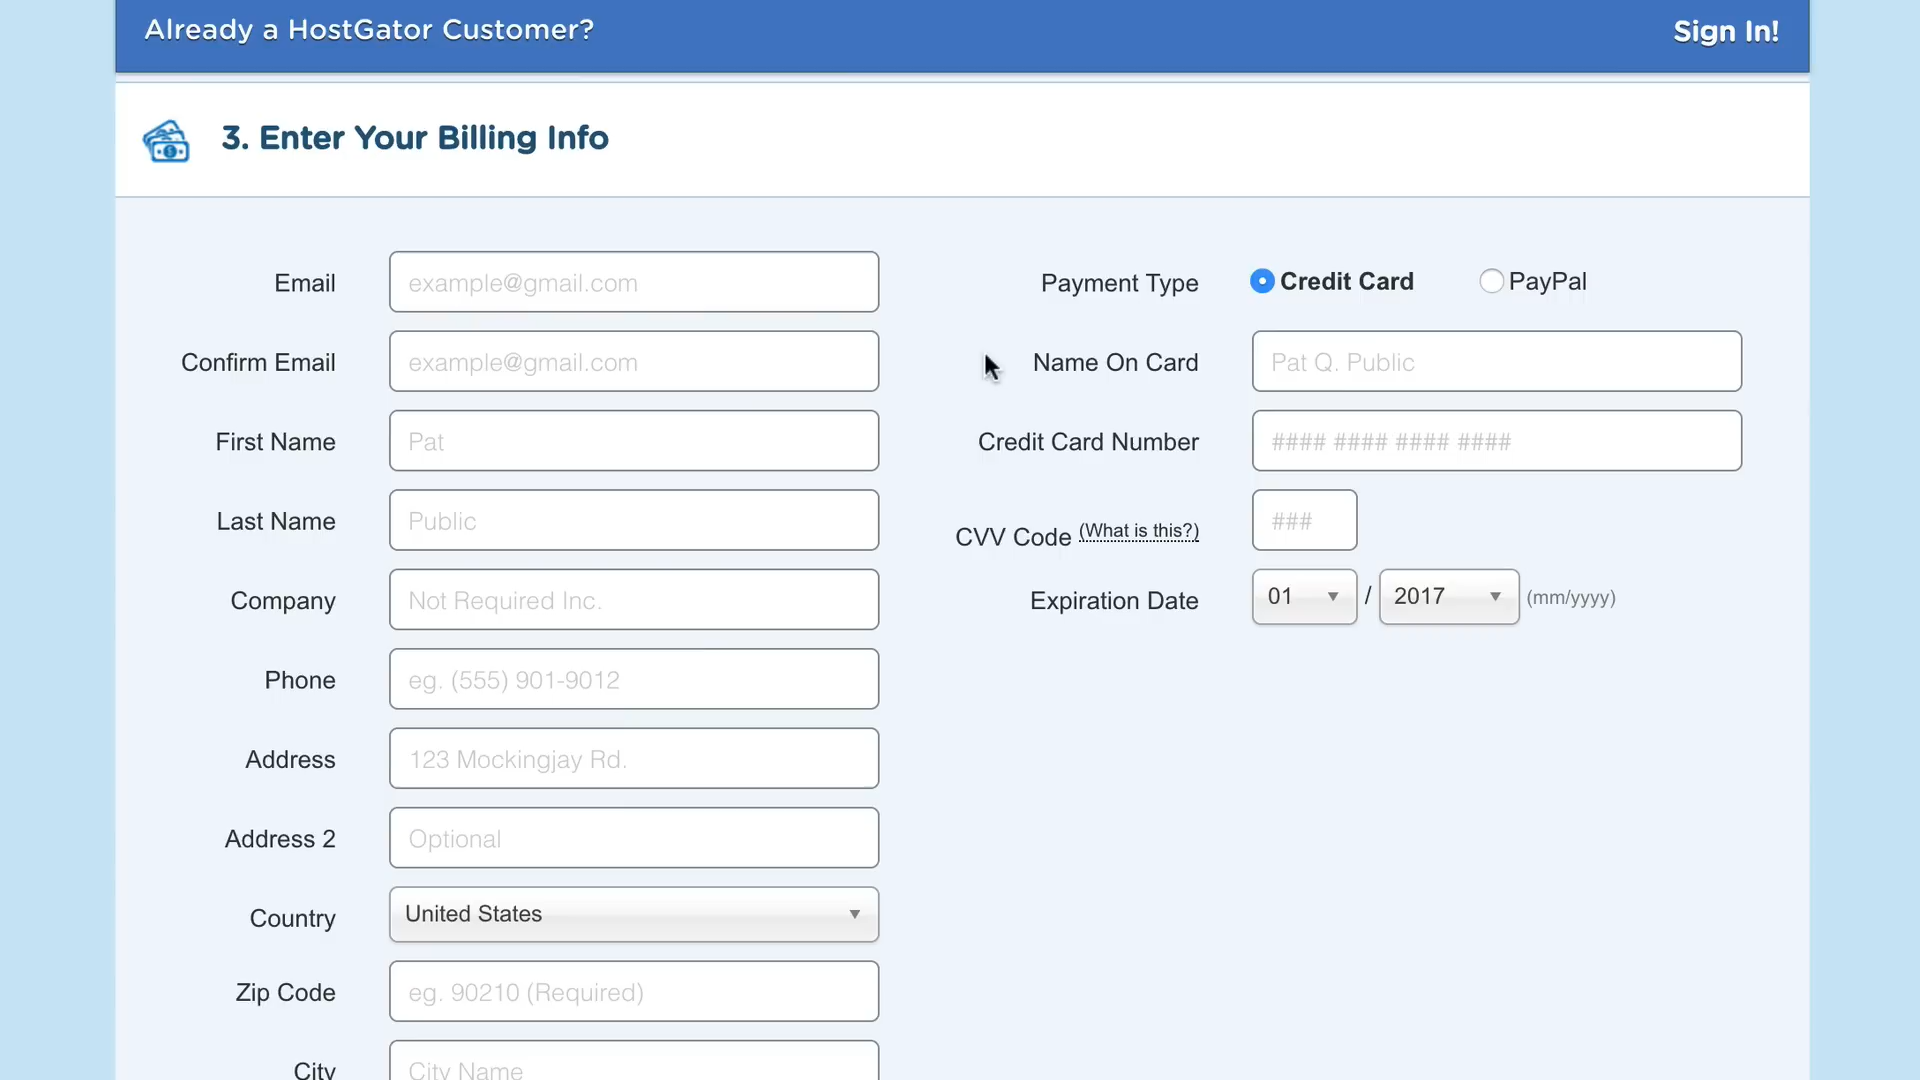 Already a HostGator Customer?
Sign In!
3. Enter Your Billing Info
Email
example@gmail.com
Confirm Email
example@gmail.com
First Name
Pat
Last Name
Public
Company
Not Required Inc.
Phone
eg. (555) 901-9012
Address
123 Mockingjay Rd.
Address 2
Optional
Country
United States
Zip Code
eg. 90210 (Required)
City
City Name
Payment Type
Credit Card
PayPal
Name On Card
Pat Q. Public
Credit Card Number
#### #### #### ####
CVV Code (What is this?)
###
Expiration Date
01 / 2017 (mm/yyyy)